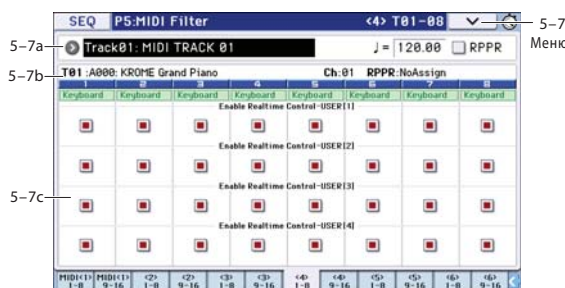 SEQ P5:MIDI Filter <4> T01-08
5-7
Меню
5-7a
Track01: MIDI TRACK 01 ♩= 120.00 RPPR
5-7b
T01 :A000: KROME Grand Piano Ch:01 RPPR:NoAssign
1 2 3 4 5 6 7 8
Keyboard Keyboard Keyboard Keyboard Keyboard Keyboard Keyboard Keyboard
Enable Realtime Control-USER[1]
Enable Realtime Control-USER[2]
Enable Realtime Control-USER[3]
5-7c
Enable Realtime Control-USER[4]
MIDI<1> 1-8 MIDI<1> 9-16 <2> 1-8 <2> 9-16 <3> 1-8 <3> 9-16 <4> 1-8 <4> 9-16 <5> 1-8 <5> 9-16 <6> 1-8 <6> 9-16